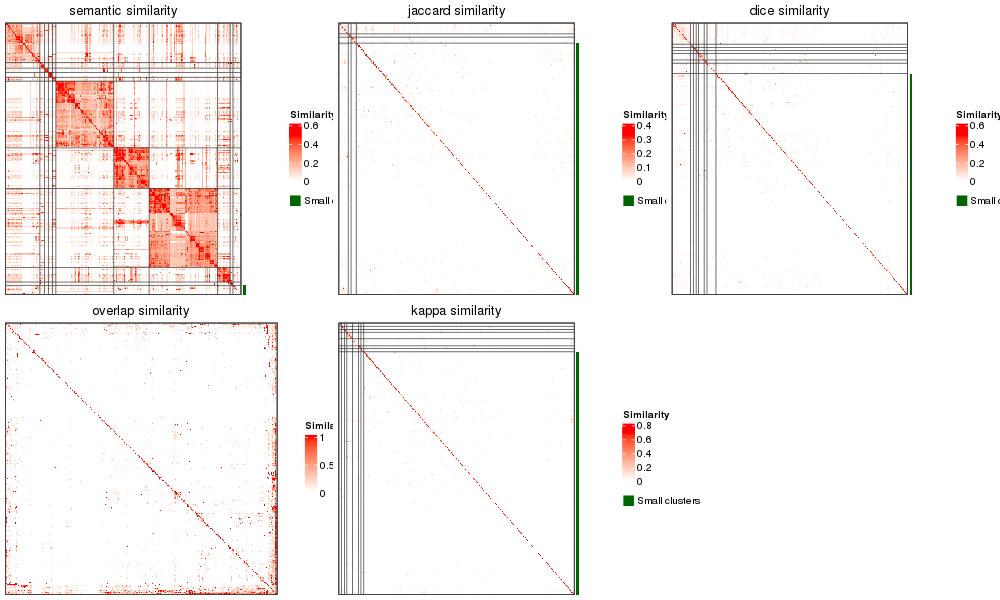 semantic similarity
jaccard similarity
dice similarity
Similarity
0.6
0.4
0.2
0
Small c
Similarity
0.4
0.3
0.2
0.1
0
Small c
Similarity
0.6
0.4
0.2
0
Small c
overlap similarity
kappa similarity
Simila
1
0.5
0
Similarity
0.8
0.6
0.4
0.2
0
Small clusters